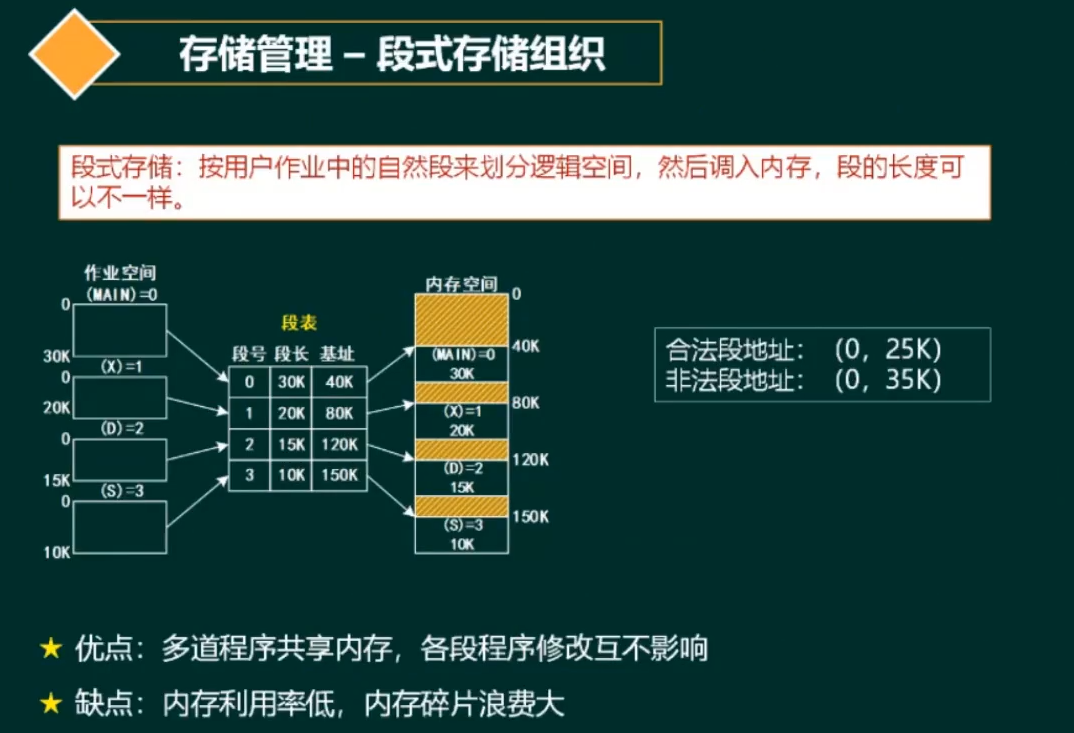 存储管理 – 段式存储组织
段式存储：按用户作业中的自然段来划分逻辑空间，然后调入内存，段的长度可
以不一样。
作业空间
(MAIN)=0
0
30K
(X)=1
0
20K
(D)=2
0
15K
(S)=3
0
10K
段表
段号 段长 基址
0 30K 40K
1 20K 80K
2 15K 120K
3 10K 150K
内存空间
0
(MAIN)=0 40K
30K
(X)=1 80K
20K
(D)=2 120K
15K
(S)=3 150K
10K
合法段地址：（0，25K）
非法段地址：（0，35K）
★ 优点：多道程序共享内存，各段程序修改互不影响
★ 缺点：内存利用率低，内存碎片浪费大